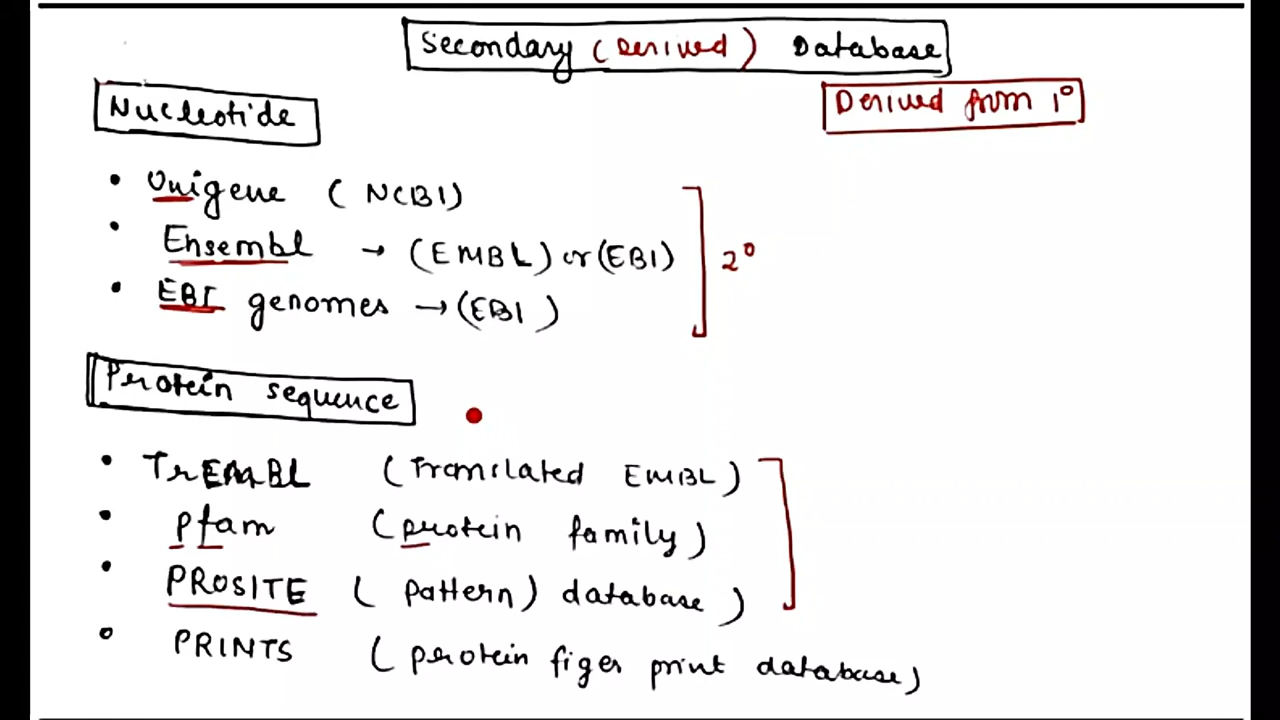 Secondary (Derived) Database
Derived from 1°
Nucleotide
• Unigene (NCBI)
• Ensembl → (EMBL) or (EBI)
• EBI genomes → (EBI)
2°
Protein sequence
• TrEMBL (Translated EMBL)
• Pfam (protein family)
• PROSITE (pattern) database)
• PRINTS (protein figer print database)